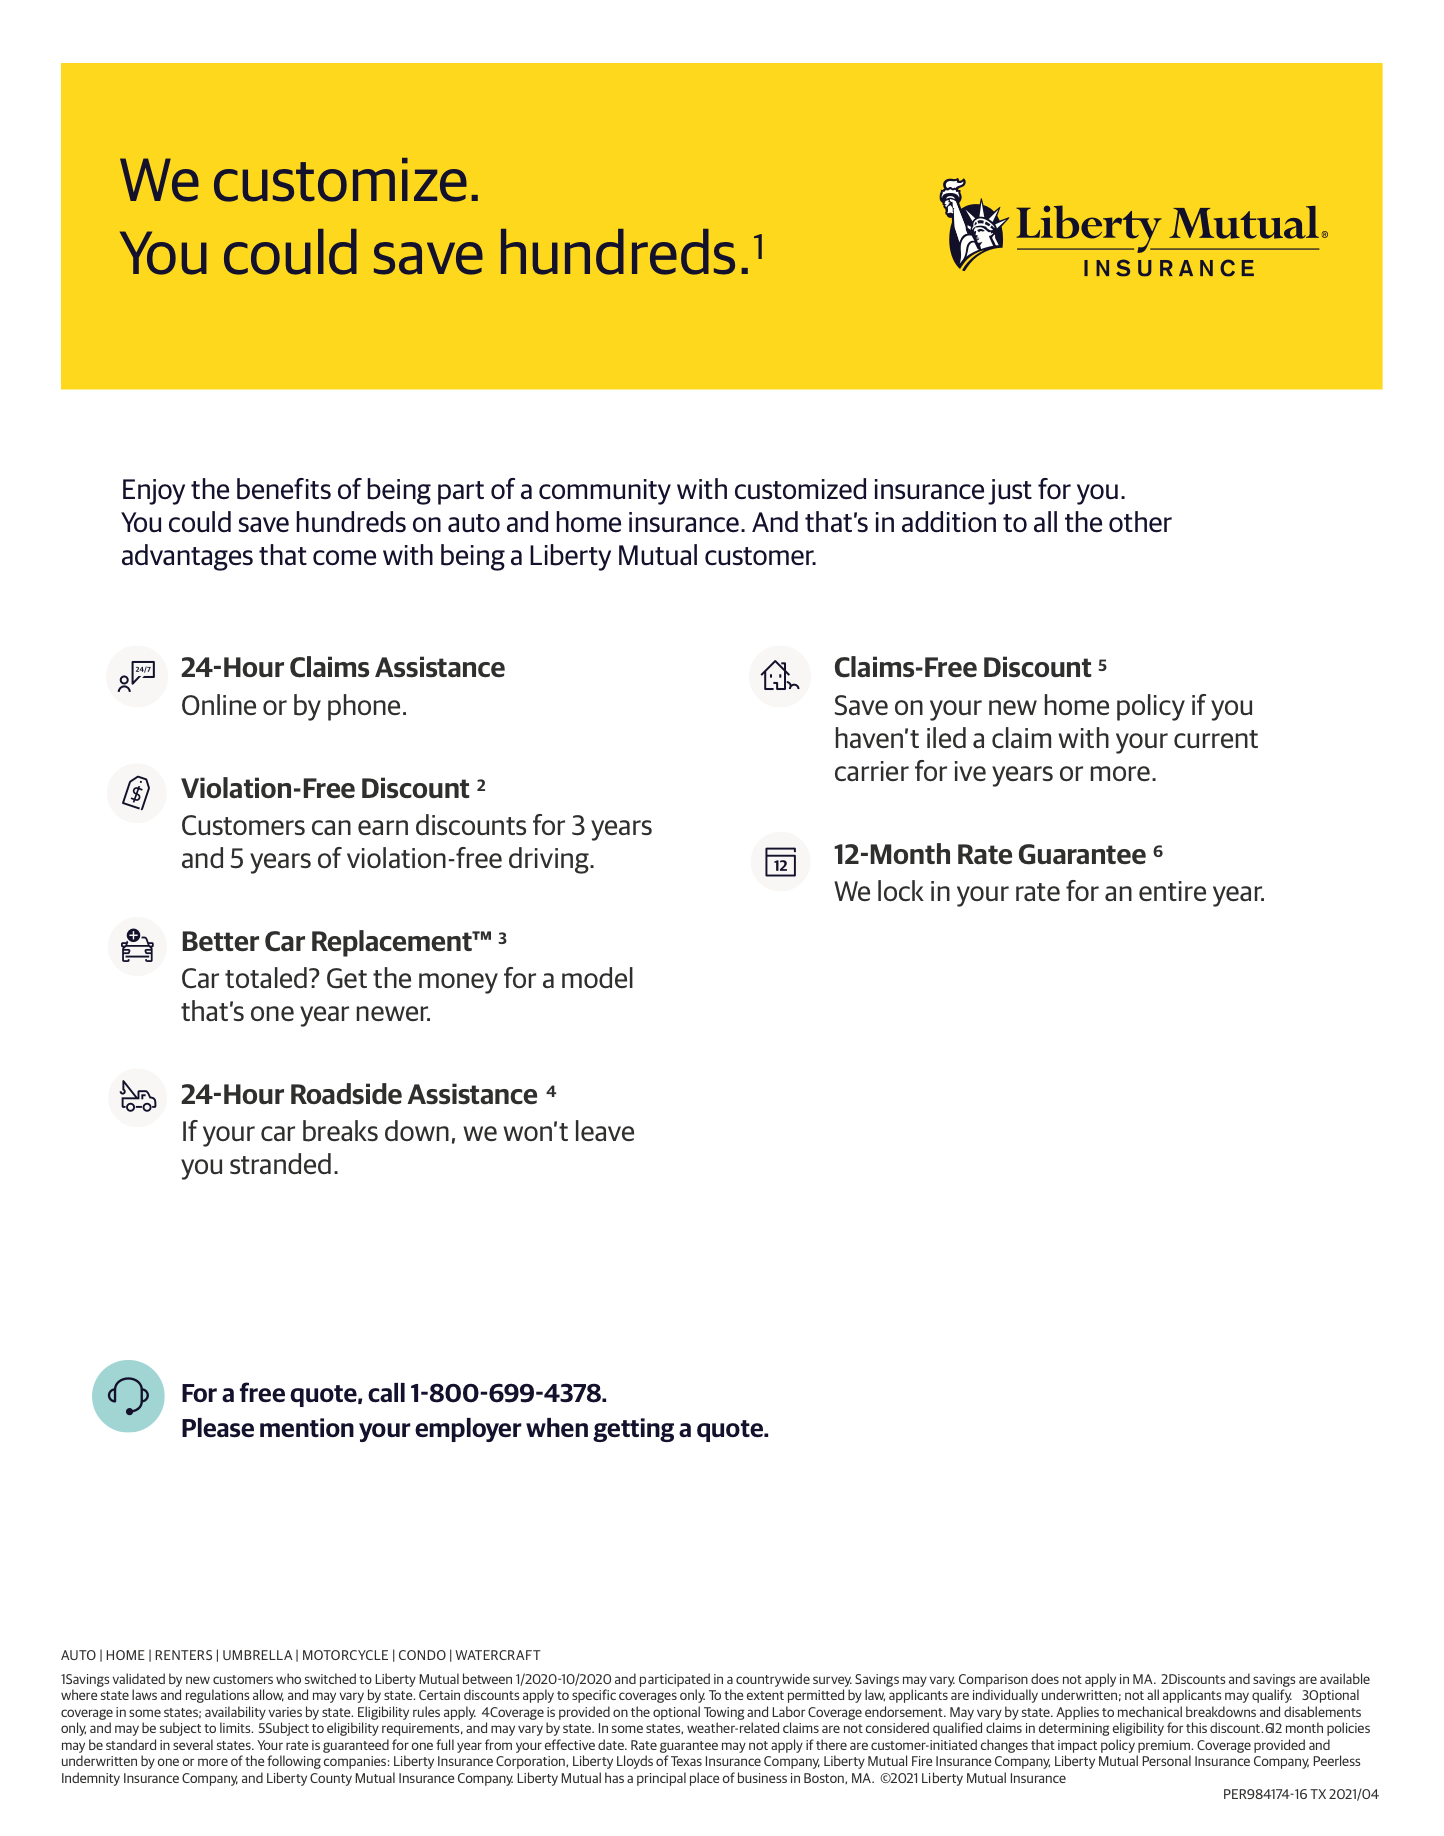 We customize.
You could save hundreds.1
Liberty Mutual®
INSURANCE
Enjoy the benefits of being part of a community with customized insurance just for you.
You could save hundreds on auto and home insurance. And that's in addition to all the other
advantages that come with being a Liberty Mutual customer.
24/7
24-Hour Claims Assistance
Online or by phone.
$
Violation-Free Discount 2
Customers can earn discounts for 3 years
and 5 years of violation-free driving.
Better Car Replacement™ 3
Car totaled? Get the money for a model
that's one year newer.
24-Hour Roadside Assistance 4
If your car breaks down, we won't leave
you stranded.
Claims-Free Discount 5
Save on your new home policy if you
haven't iled a claim with your current
carrier for ive years or more.
12
12-Month Rate Guarantee 6
We lock in your rate for an entire year.
For a free quote, call 1-800-699-4378.
Please mention your employer when getting a quote.
AUTO | HOME | RENTERS | UMBRELLA | MOTORCYCLE | CONDO | WATERCRAFT
1Savings validated by new customers who switched to Liberty Mutual between 1/2020-10/2020 and participated in a countrywide survey. Savings may vary. Comparison does not apply in MA. 2Discounts and savings are available
where state laws and regulations allow, and may vary by state. Certain discounts apply to specific coverages only. To the extent permitted by law, applicants are individually underwritten; not all applicants may qualify. 3Optional
coverage in some states; availability varies by state. Eligibility rules apply. 4Coverage is provided on the optional Towing and Labor Coverage endorsement. May vary by state. Applies to mechanical breakdowns and disablements
only, and may be subject to limits. 5Subject to eligibility requirements, and may vary by state. In some states, weather-related claims are not considered qualified claims in determining eligibility for this discount. 612 month policies
may be standard in several states. Your rate is guaranteed for one full year from your effective date. Rate guarantee may not apply if there are customer-initiated changes that impact policy premium. Coverage provided and
underwritten by one or more of the following companies: Liberty Insurance Corporation, Liberty Lloyds of Texas Insurance Company, Liberty Mutual Fire Insurance Company, Liberty Mutual Personal Insurance Company, Peerless
Indemnity Insurance Company, and Liberty County Mutual Insurance Company. Liberty Mutual has a principal place of business in Boston, MA. ©2021 Liberty Mutual Insurance
PER984174-16 TX 2021/04